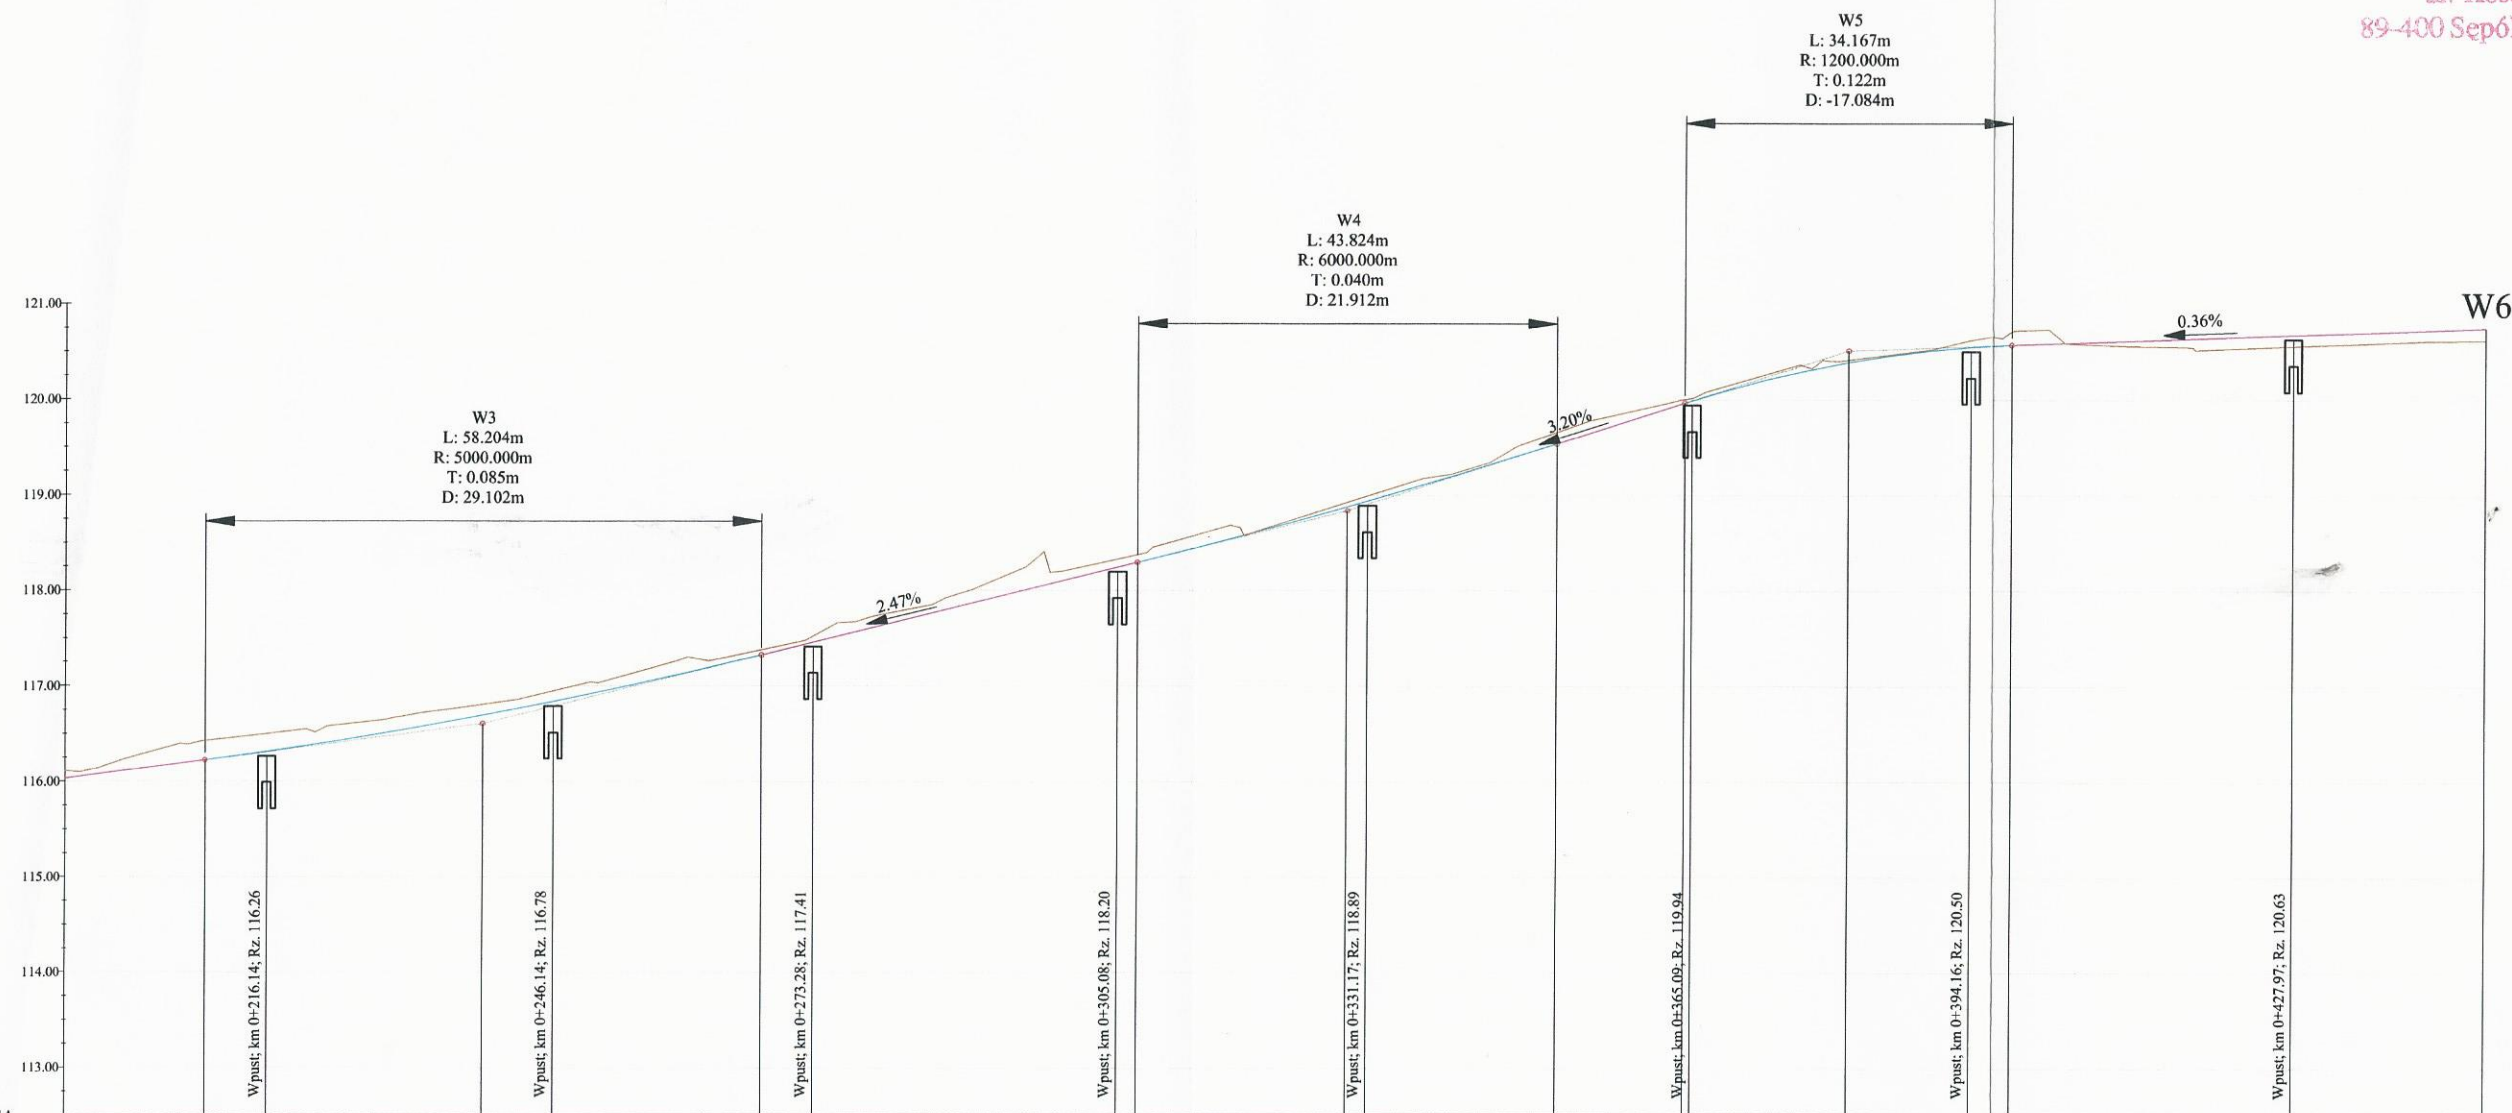 89-400 Sępó
W5
L: 34.167m
R: 1200.000m
T: 0.122m
D: -17.084m
W4
L: 43.824m
R: 6000.000m
T: 0.040m
D: 21.912m
W3
L: 58.204m
R: 5000.000m
T: 0.085m
D: 29.102m
W6
121.00
120.00
119.00
118.00
117.00
116.00
115.00
114.00
113.00
2.47%
3.20%
0.36%
Wpust; km 0+216.14; Rz. 116.26
Wpust; km 0+246.14; Rz. 116.78
Wpust; km 0+273.28; Rz. 117.41
Wpust; km 0+305.08; Rz. 118.20
Wpust; km 0+331.17; Rz. 118.89
Wpust; km 0+365.09; Rz. 119.94
Wpust; km 0+394.16; Rz. 120.50
Wpust; km 0+427.97; Rz. 120.63